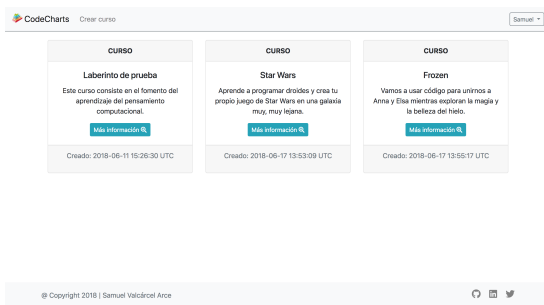 CodeCharts Crear curso Samuel
CURSO
Laberinto de prueba
Este curso consiste en el fomento del
aprendizaje del pensamiento
computacional.
Más información
Creado: 2018-06-11 15:26:30 UTC
CURSO
Star Wars
Aprende a programar droides y crea tu
propio juego de Star Wars en una galaxia
muy, muy lejana.
Más información
Creado: 2018-06-17 13:53:09 UTC
CURSO
Frozen
Vamos a usar código para unirnos a
Anna y Elsa mientras exploran la magia y
la belleza del hielo.
Más información
Creado: 2018-06-17 13:55:17 UTC
@ Copyright 2018 | Samuel Valcárcel Arce